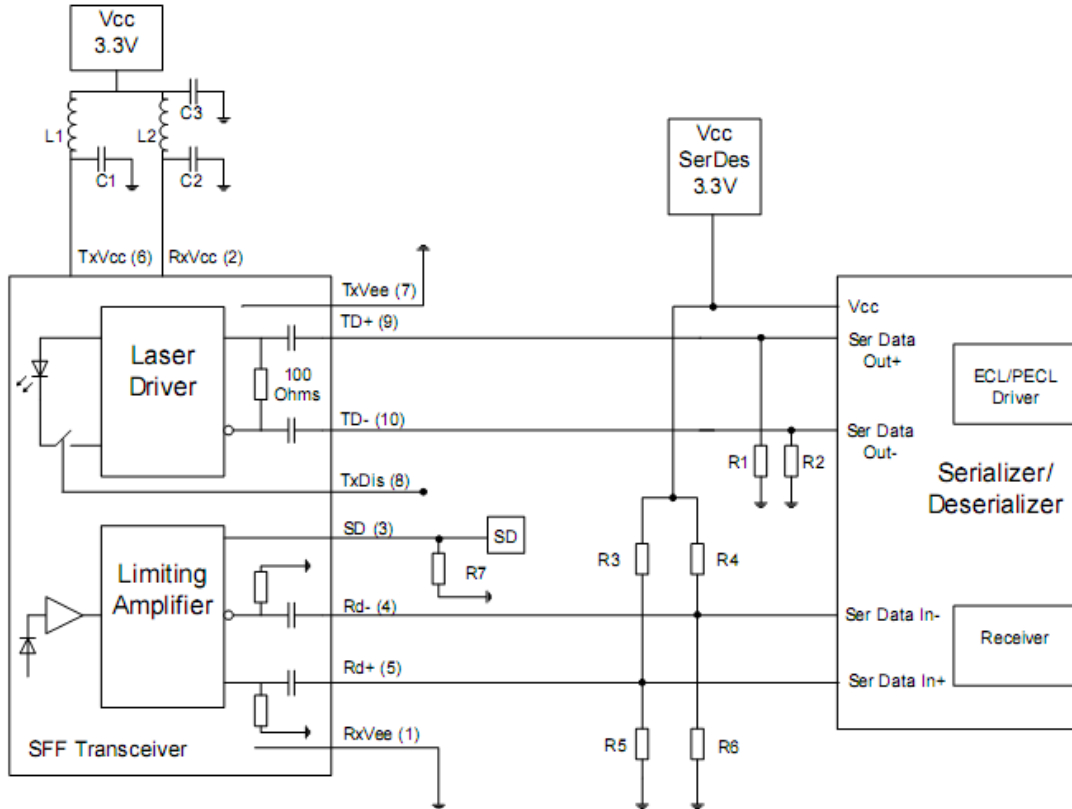 Vcc
3.3V
C3
L1
L2
C1
C2
Vcc
SerDes
3.3V
TxVcc (6)
RxVcc (2)
TxVee (7)
TD+ (9)
Laser
Driver
100
Ohms
TD- (10)
TxDis (8)
Vcc
Ser Data
Out+
ECL/PECL
Driver
Ser Data
Out-
R1
R2
Serializer/
Deserializer
SD (3)
SD
R7
R3
R4
Limiting
Amplifier
Rd- (4)
Ser Data In-
Receiver
Rd+ (5)
Ser Data In+
RxVee (1)
R5
R6
SFF Transceiver